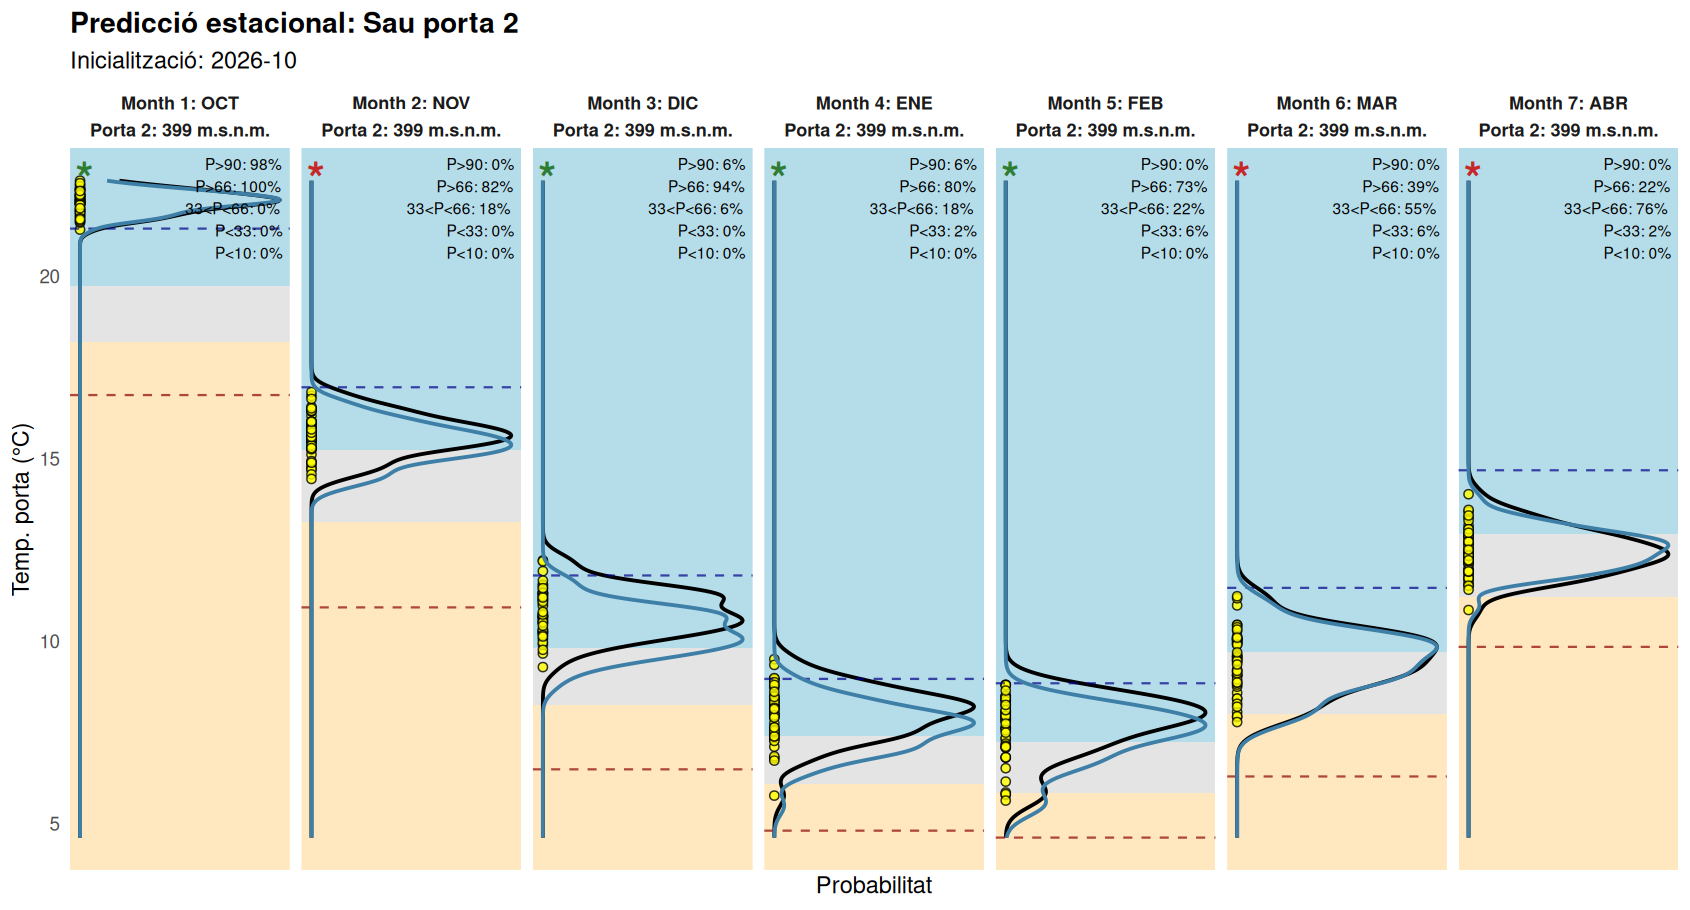 Predicció estacional: Sau porta 2
Inicialització: 2026-10
Month 1: OCT
Porta 2: 399 m.s.n.m.
Month 2: NOV
Porta 2: 399 m.s.n.m.
Month 3: DIC
Porta 2: 399 m.s.n.m.
Month 4: ENE
Porta 2: 399 m.s.n.m.
Month 5: FEB
Porta 2: 399 m.s.n.m.
Month 6: MAR
Porta 2: 399 m.s.n.m.
Month 7: ABR
Porta 2: 399 m.s.n.m.
*
P>90: 98%
P>66: 100%
33<P<66: 0%
P<33: 0%
P<10: 0%
*
P>90: 0%
P>66: 82%
33<P<66: 18%
P<33: 0%
P<10: 0%
*
P>90: 6%
P>66: 94%
33<P<66: 6%
P<33: 0%
P<10: 0%
*
P>90: 6%
P>66: 80%
33<P<66: 18%
P<33: 2%
P<10: 0%
*
P>90: 0%
P>66: 73%
33<P<66: 22%
P<33: 6%
P<10: 0%
*
P>90: 0%
P>66: 39%
33<P<66: 55%
P<33: 6%
P<10: 0%
*
P>90: 0%
P>66: 22%
33<P<66: 76%
P<33: 2%
P<10: 0%
20
15
10
5
Temp. porta (°C)
Probabilitat